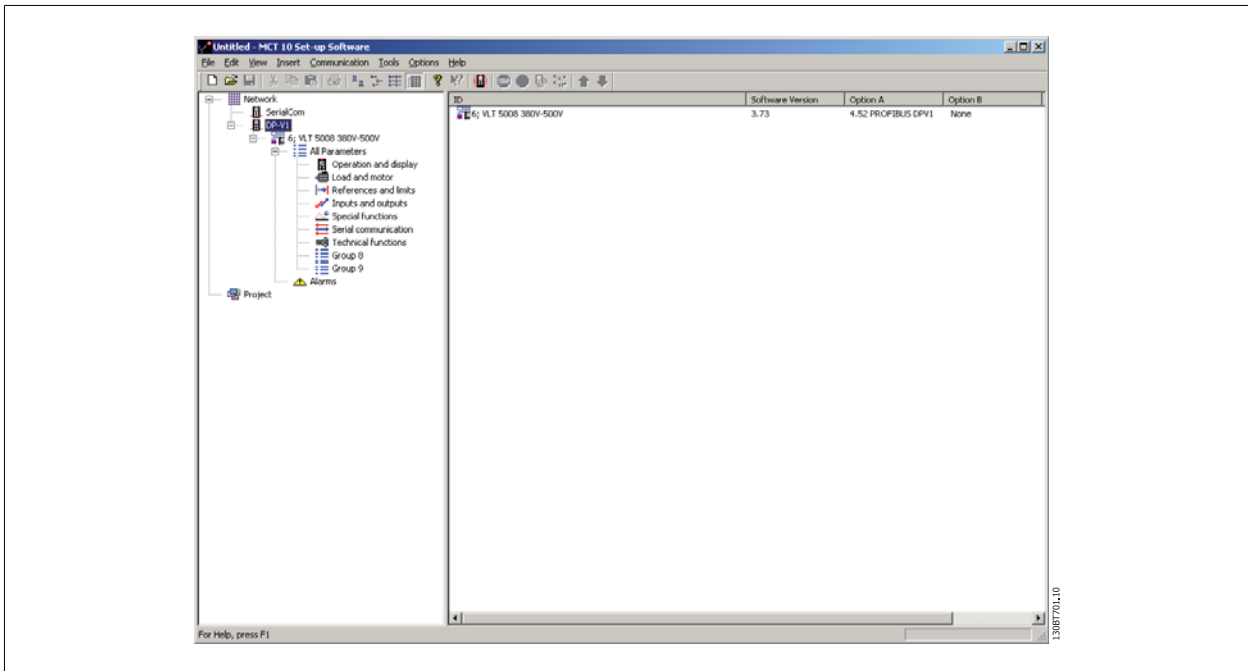 Untitled - MCT 10 Set-up Software
File Edit View Insert Communication Tools Options Help
Network
SerialCom
DP-V1
6; VLT 5008 380V-500V
All Parameters
Operation and display
Load and motor
References and limits
Inputs and outputs
Special functions
Serial communication
Technical functions
Group 8
Group 9
Alarms
Project
ID Software Version Option A Option B
6; VLT 5008 380V-500V 3.73 4.52 PROFIBUS DPV1 None
For Help, press F1
130BT701.10